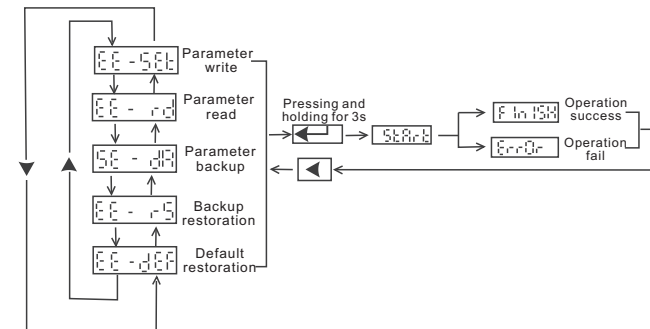 EE-SEt
Parameter
write
EE- rd
Parameter
read
Pressing and
holding for 3s
StArt
FInISH
Operation
success
SE- dA
Parameter
backup
ErrOr
Operation
fail
EE- rS
Backup
restoration
EE-dEF
Default
restoration